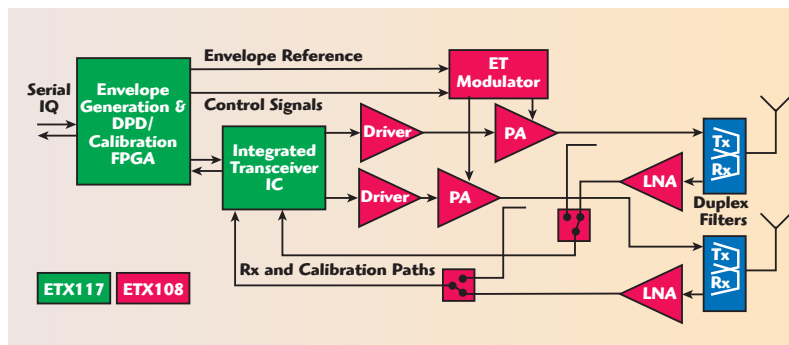 Envelope Reference
Control Signals
Serial
IQ
Envelope
Generation &
DPD/
Calibration
FPGA
Integrated
Transceiver
IC
Driver
Driver
ET
Modulator
PA
PA
LNA
LNA
Tx
Rx
Duplex
Filters
Tx
Rx
Rx and Calibration Paths
ETX117
ETX108